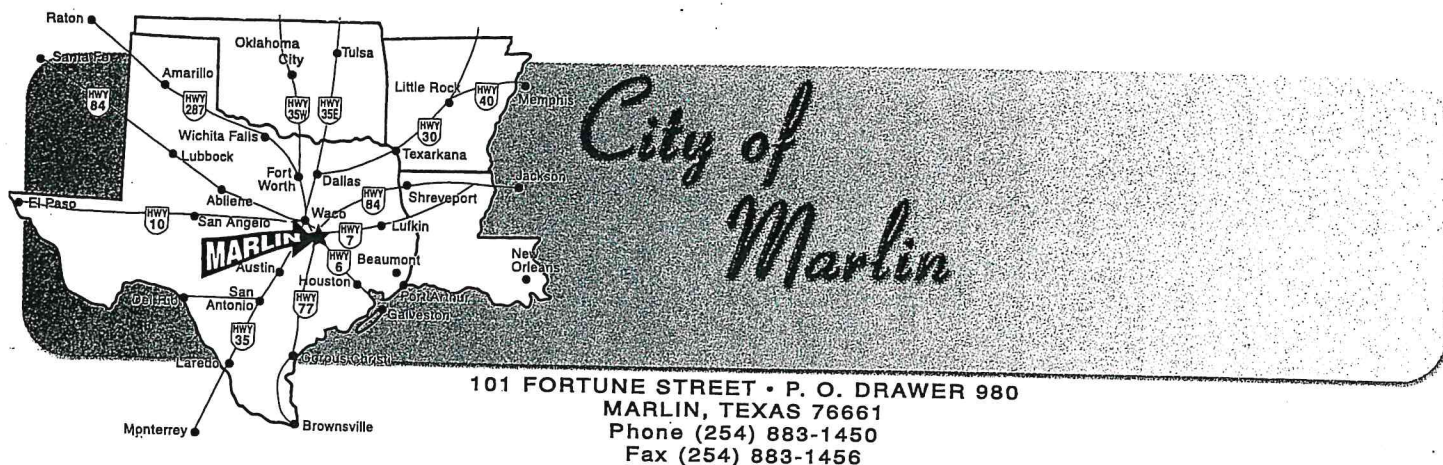 Raton
Santa Fe
HWY
84
Amarillo
HWY
287
Oklahoma
City
Tulsa
HWY
35W
HWY
35E
Little Rock
HWY
40
Memphis
Wichita Falls
HWY
30
Texarkana
Lubbock
Fort
Worth
Dallas
Abilene
HWY
84
Shreveport
Jackson
El Paso
HWY
10
San Angelo
Waco
MARLIN
HWY
7
Lufkin
HWY
6
Beaumont
New
Orleans
Austin
Houston
Del Rio
San
Antonio
HWY
77
Port Arthur
Galveston
HWY
35
Laredo
Corpus Christi
Monterrey
Brownsville
City of
Marlin
101 FORTUNE STREET • P. O. DRAWER 980
MARLIN, TEXAS 76661
Phone (254) 883-1450
Fax (254) 883-1456